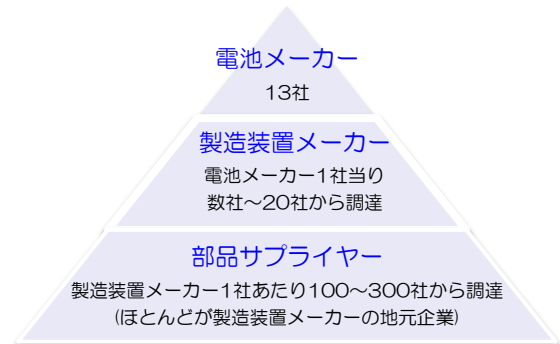 電池メーカー
13社
製造装置メーカー
電池メーカー1社当り
数社～20社から調達
部品サプライヤー
製造装置メーカー1社あたり100～300社から調達
(ほとんどが製造装置メーカーの地元企業)